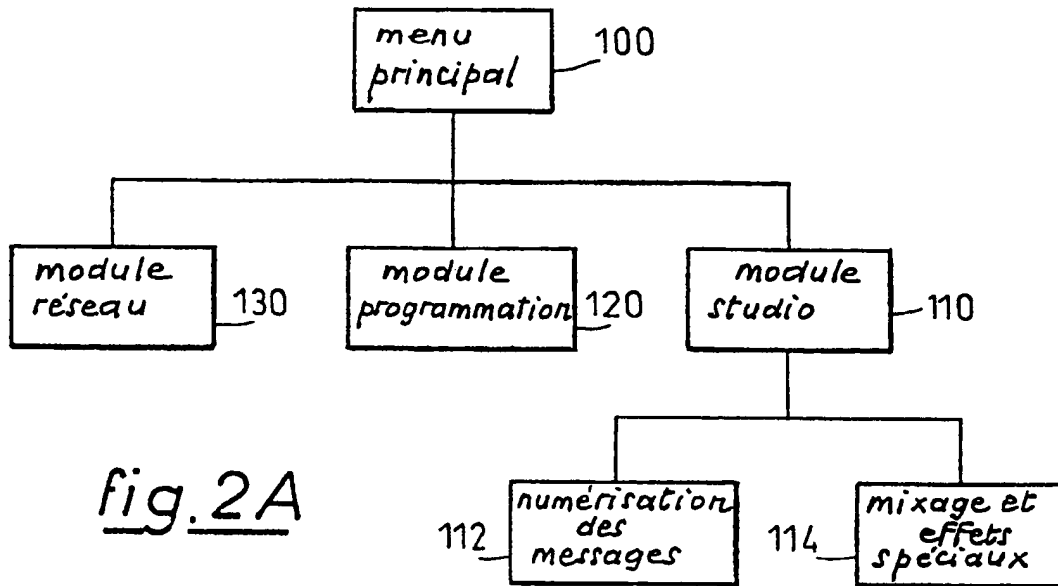 menu
principal
100
module
réseau
130
module
programmation
120
module
studio
110
fig. 2A
numérisation
des
messages
112
mixage et
effets
spéciaux
114